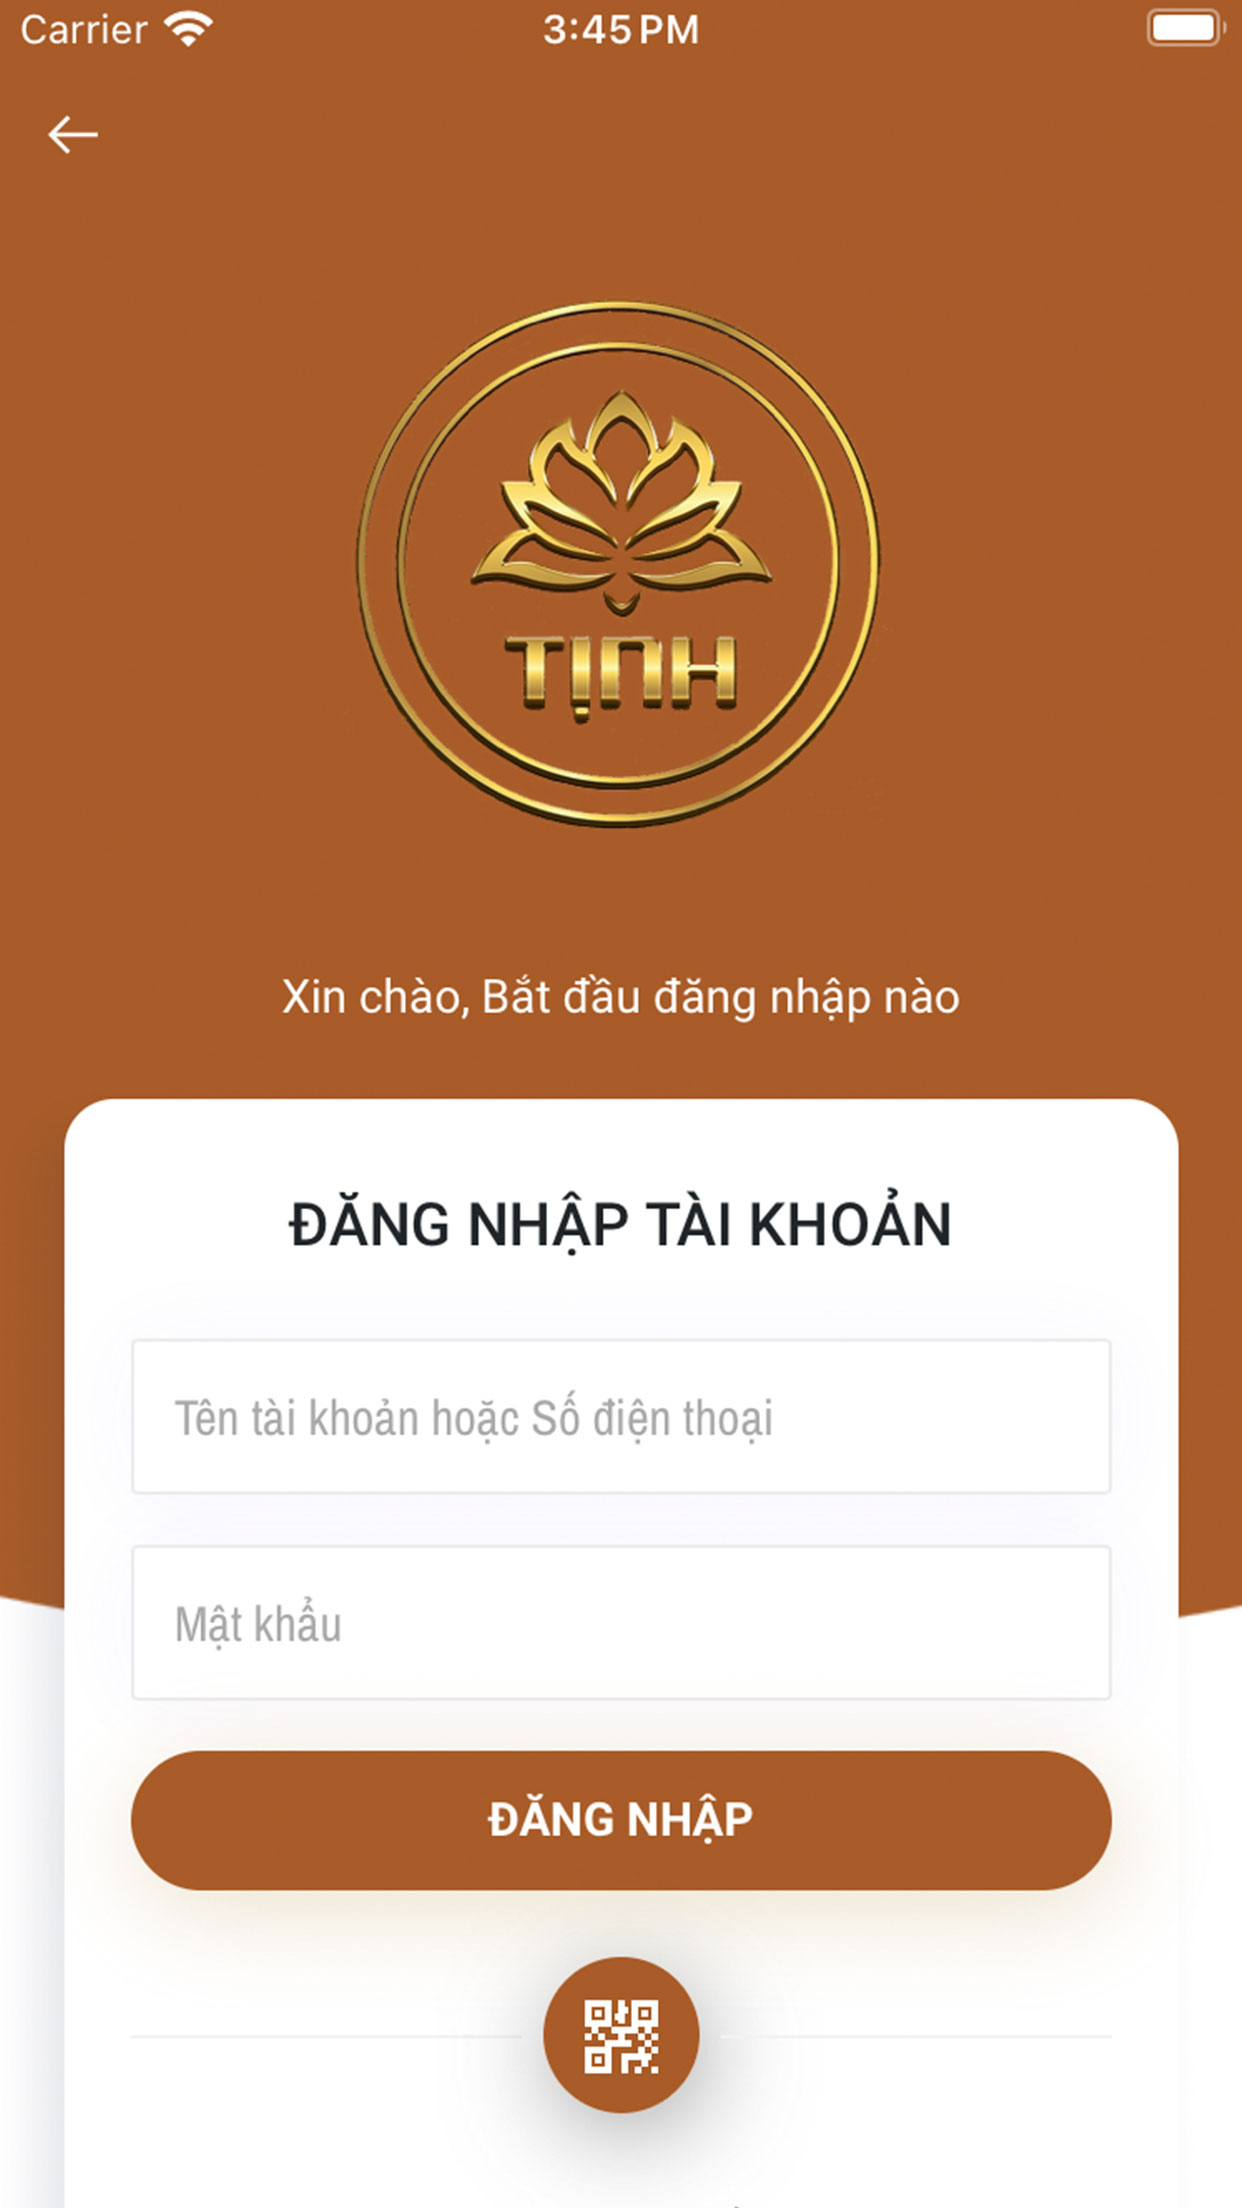 Carrier 3:45 PM
TỊNH
Xin chào, Bắt đầu đăng nhập nào
ĐĂNG NHẬP TÀI KHOẢN
Tên tài khoản hoặc Số điện thoại
Mật khẩu
ĐĂNG NHẬP